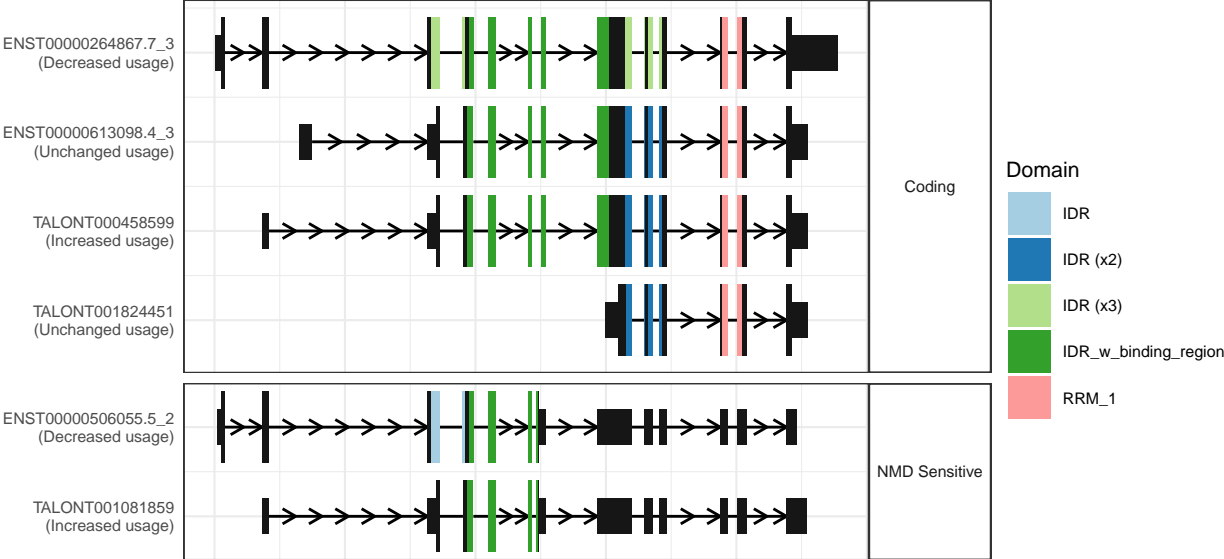 ENST00000264867.7_3
(Decreased usage)
ENST00000613098.4_3
(Unchanged usage)
TALONT000458599
(Increased usage)
TALONT001824451
(Unchanged usage)
Coding
ENST00000506055.5_2
(Decreased usage)
TALONT001081859
(Increased usage)
NMD Sensitive
Domain
IDR
IDR (x2)
IDR (x3)
IDR_w_binding_region
RRM_1